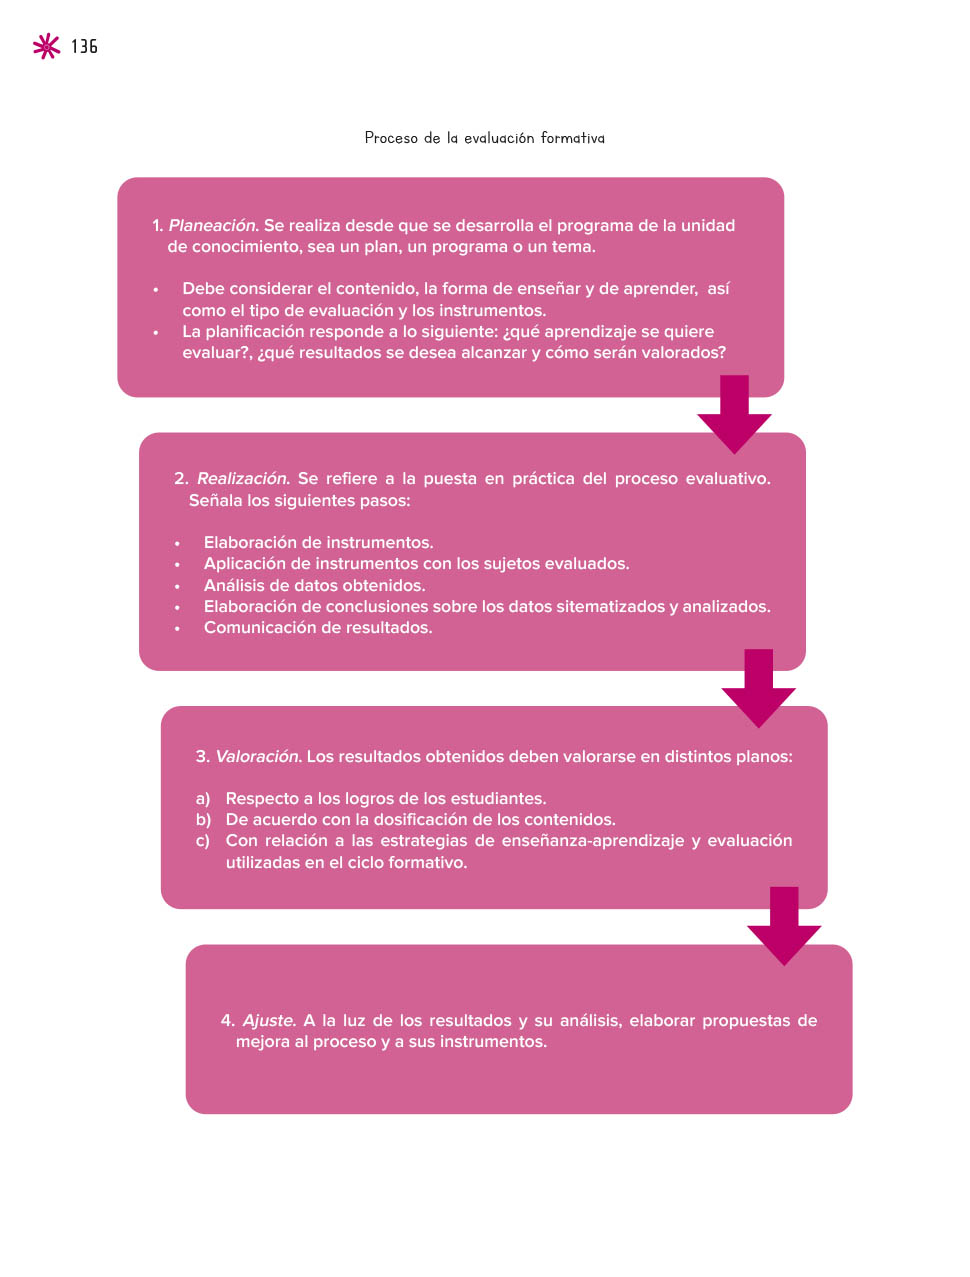 136
Proceso de la evaluación formativa
1. Planeación. Se realiza desde que se desarrolla el programa de la unidad
de conocimiento, sea un plan, un programa o un tema.
• Debe considerar el contenido, la forma de enseñar y de aprender, así
como el tipo de evaluación y los instrumentos.
• La planificación responde a lo siguiente: ¿qué aprendizaje se quiere
evaluar?, ¿qué resultados se desea alcanzar y cómo serán valorados?
2. Realización. Se refiere a la puesta en práctica del proceso evaluativo.
Señala los siguientes pasos:
• Elaboración de instrumentos.
• Aplicación de instrumentos con los sujetos evaluados.
• Análisis de datos obtenidos.
• Elaboración de conclusiones sobre los datos sitematizados y analizados.
• Comunicación de resultados.
3. Valoración. Los resultados obtenidos deben valorarse en distintos planos:
a) Respecto a los logros de los estudiantes.
b) De acuerdo con la dosificación de los contenidos.
c) Con relación a las estrategias de enseñanza-aprendizaje y evaluación
utilizadas en el ciclo formativo.
4. Ajuste. A la luz de los resultados y su análisis, elaborar propuestas de
mejora al proceso y a sus instrumentos.